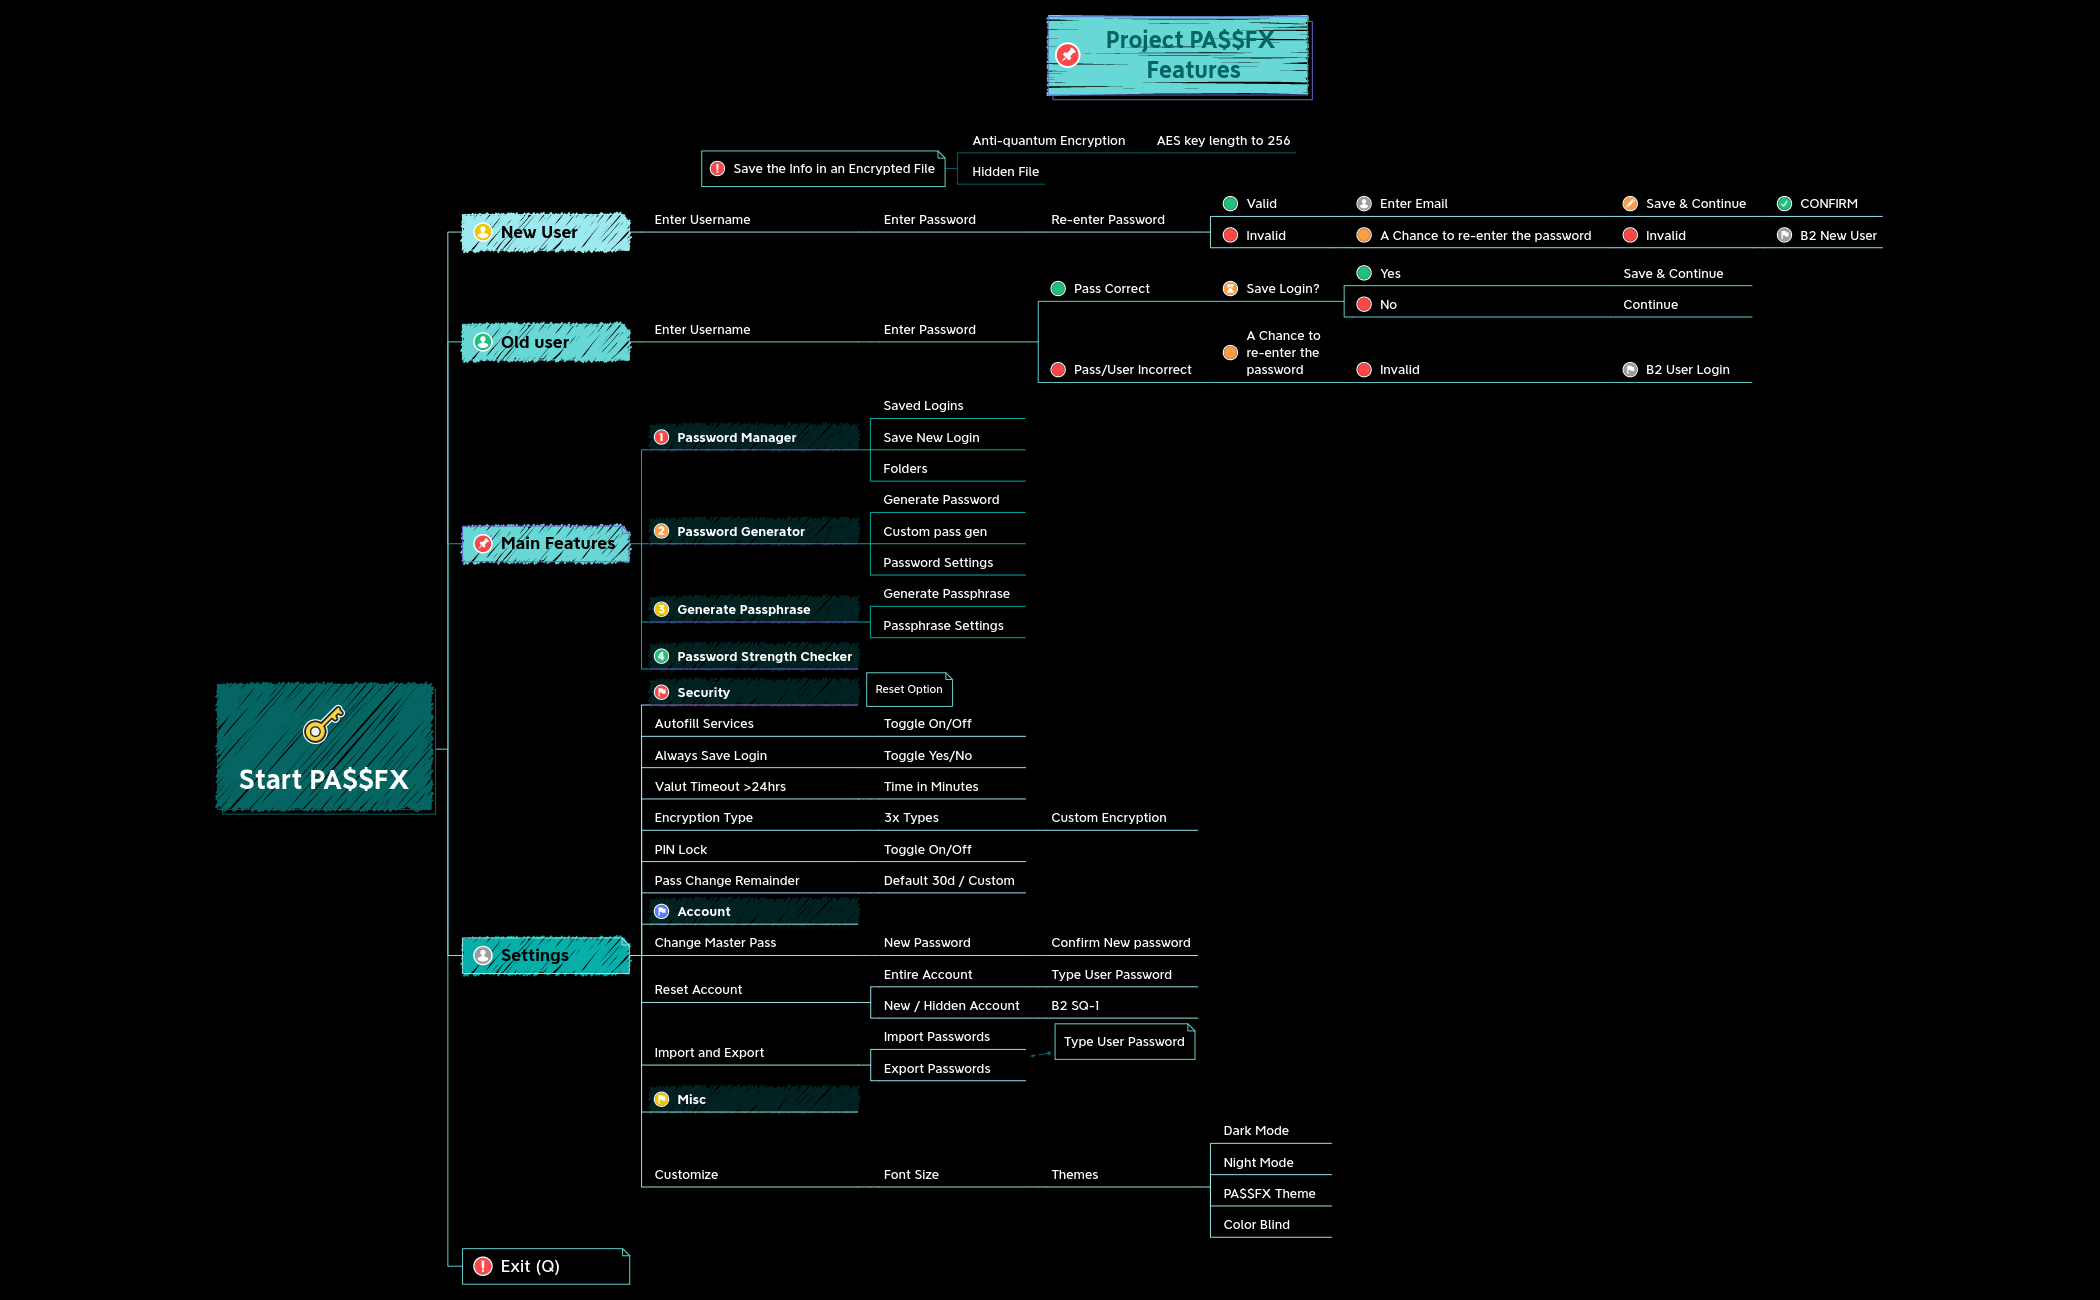 Project PA$$FX
Features
Anti-quantum Encryption
AES key length to 256
Save the Info in an Encrypted File
Hidden File
New User
Enter Username
Enter Password
Re-enter Password
Valid
Enter Email
Save & Continue
CONFIRM
Invalid
A Chance to re-enter the password
Invalid
B2 New User
Old user
Enter Username
Enter Password
Pass Correct
Save Login?
Yes
Save & Continue
No
Continue
Pass/User Incorrect
A Chance to
re-enter the
password
Invalid
B2 User Login
Main Features
1
Password Manager
Saved Logins
Save New Login
Folders
2
Password Generator
Generate Password
Custom pass gen
Password Settings
3
Generate Passphrase
Generate Passphrase
Passphrase Settings
4
Password Strength Checker
Start PA$$FX
Settings
Security
Reset Option
Autofill Services
Toggle On/Off
Always Save Login
Toggle Yes/No
Valut Timeout >24hrs
Time in Minutes
Encryption Type
3x Types
Custom Encryption
PIN Lock
Toggle On/Off
Pass Change Remainder
Default 30d / Custom
Account
Change Master Pass
New Password
Confirm New password
Reset Account
Entire Account
Type User Password
New / Hidden Account
B2 SQ-1
Import and Export
Import Passwords
Export Passwords
Type User Password
Misc
Customize
Font Size
Themes
Dark Mode
Night Mode
PA$$FX Theme
Color Blind
Exit (Q)